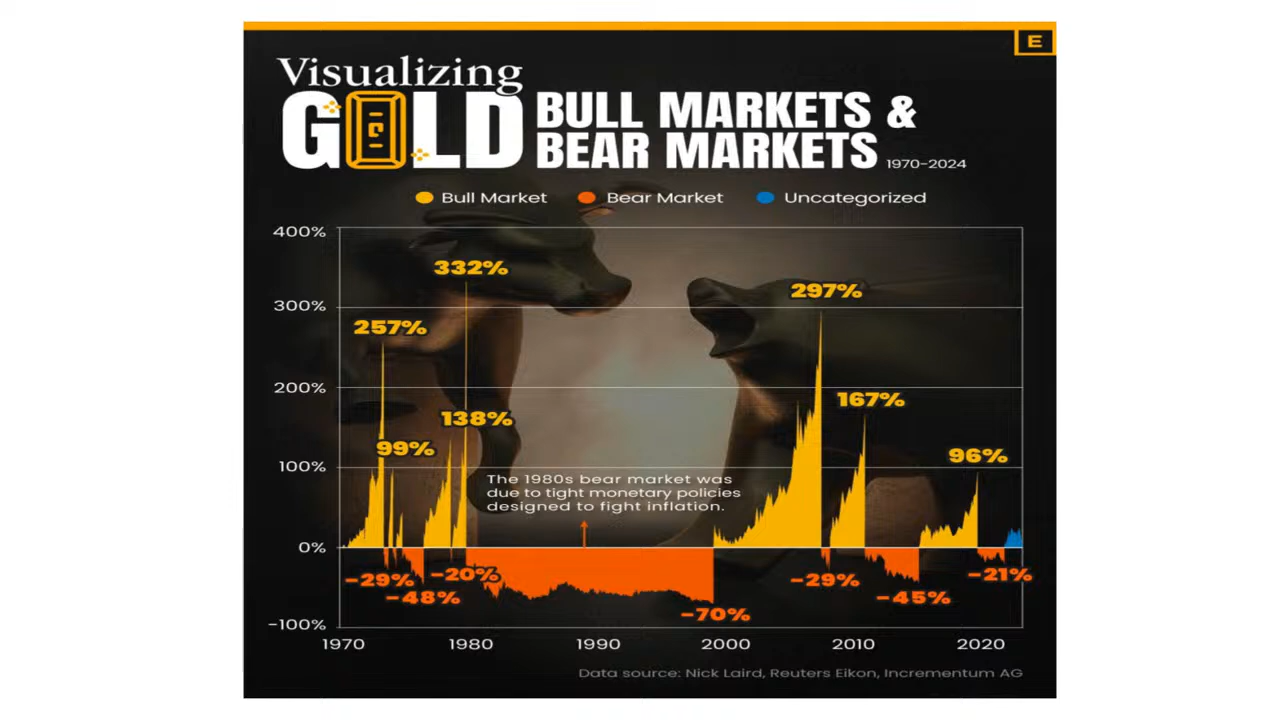 E
Visualizing
GOLD
BULL MARKETS &
BEAR MARKETS 1970-2024
Bull Market Bear Market Uncategorized
400%
332%
300%
297%
257%
200%
167%
138%
99%
96%
100%
The 1980s bear market was
due to tight monetary policies
designed to fight inflation.
0%
-29% -20% -29% -21%
-48% -45%
-70%
-100%
1970 1980 1990 2000 2010 2020
Data source: Nick Laird, Reuters Eikon, Incrementum AG